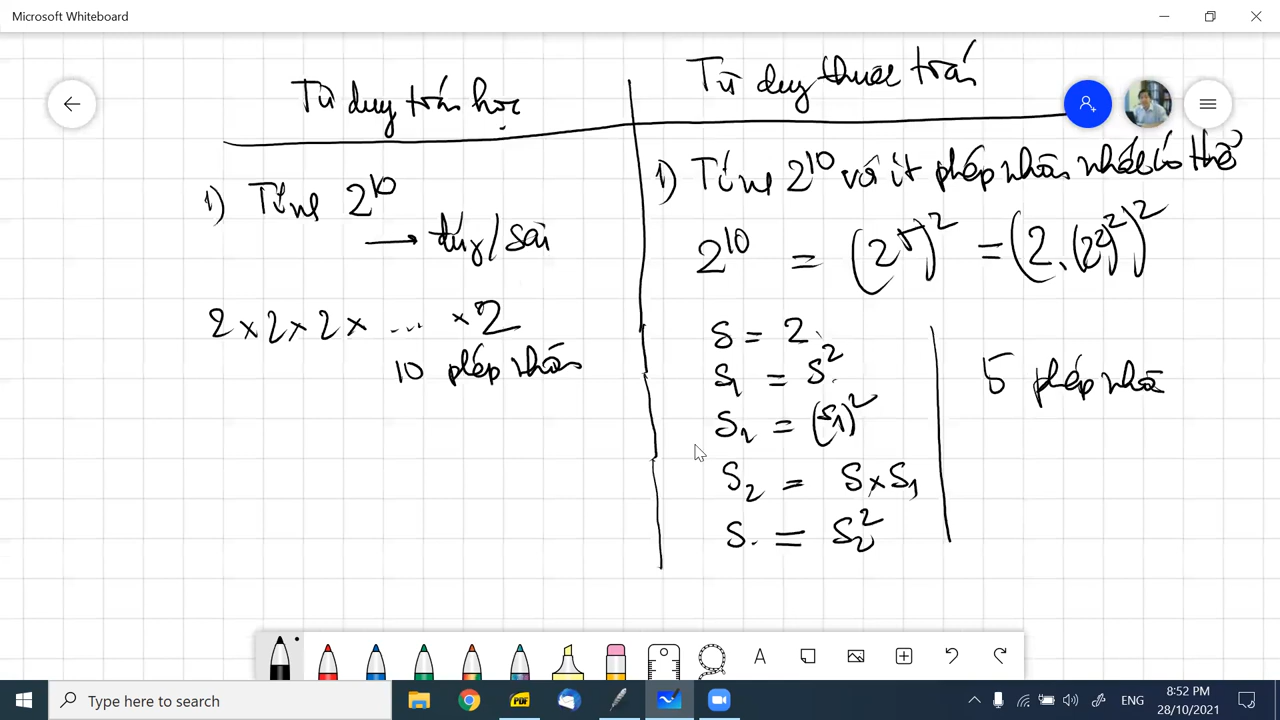 Microsoft Whiteboard
Tư duy toán học
1) Tính 2^10
→ đúng/sai
2 × 2 × 2 × ... × 2
10 phép nhân
Tư duy thuật toán
1) Tính 2^10 với ít phép nhân nhất có thể
2^10 = (2^5)^2 = (2.(2^2)^2)^2
S = 2
S1 = S^2
S1 = (S1)^2
S2 = S × S1
S = S2^2
5 phép nhâ
A
Type here to search
PDF
ENG
8:52 PM
28/10/2021